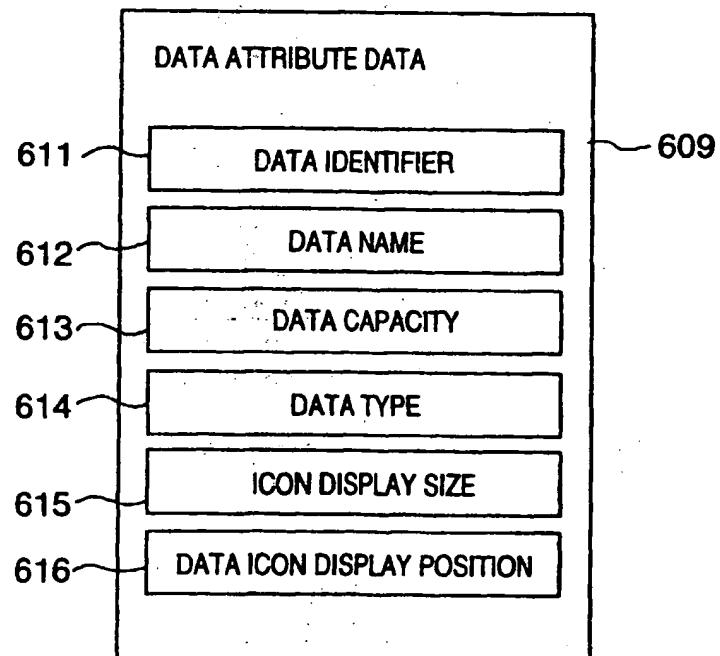 DATA ATTRIBUTE DATA
611 DATA IDENTIFIER 609
612 DATA NAME
613 DATA CAPACITY
614 DATA TYPE
615 ICON DISPLAY SIZE
616 DATA ICON DISPLAY POSITION